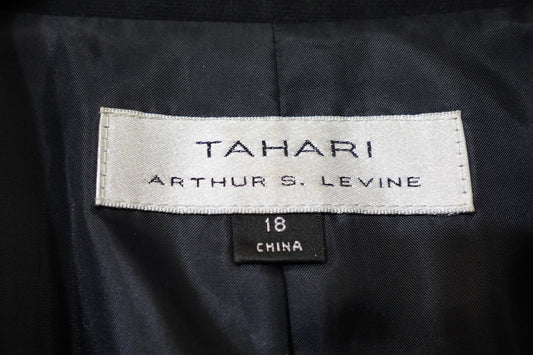 TAHARI
ARTHUR S. LEVINE
18
CHINA